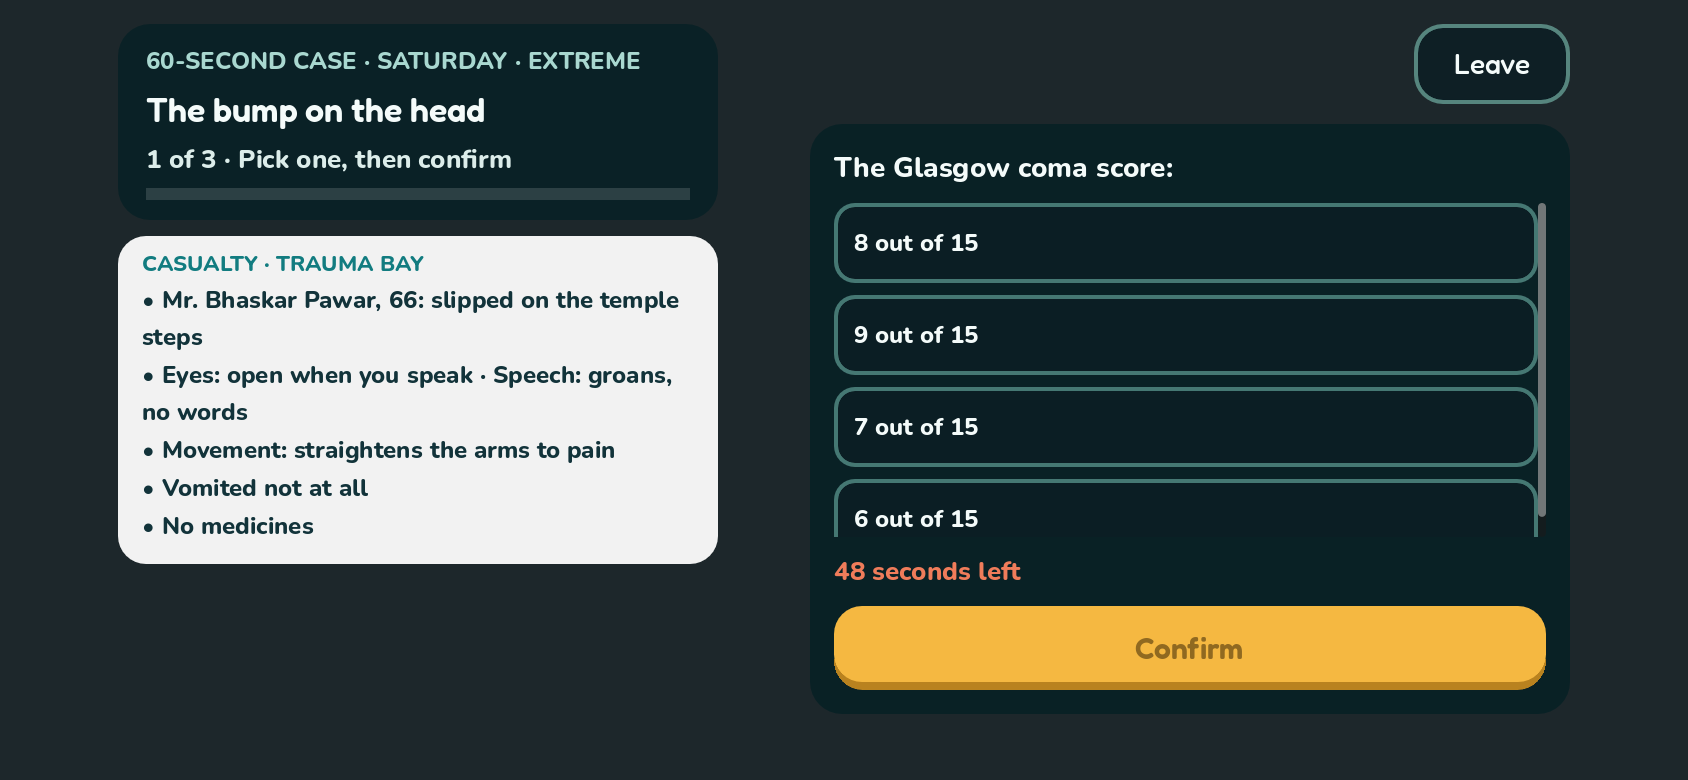 60-SECOND CASE · SATURDAY · EXTREME
The bump on the head
1 of 3 · Pick one, then confirm
CASUALTY · TRAUMA BAY
• Mr. Bhaskar Pawar, 66: slipped on the temple
steps
• Eyes: open when you speak · Speech: groans,
no words
• Movement: straightens the arms to pain
• Vomited not at all
• No medicines
Leave
The Glasgow coma score:
8 out of 15
9 out of 15
7 out of 15
6 out of 15
48 seconds left
Confirm